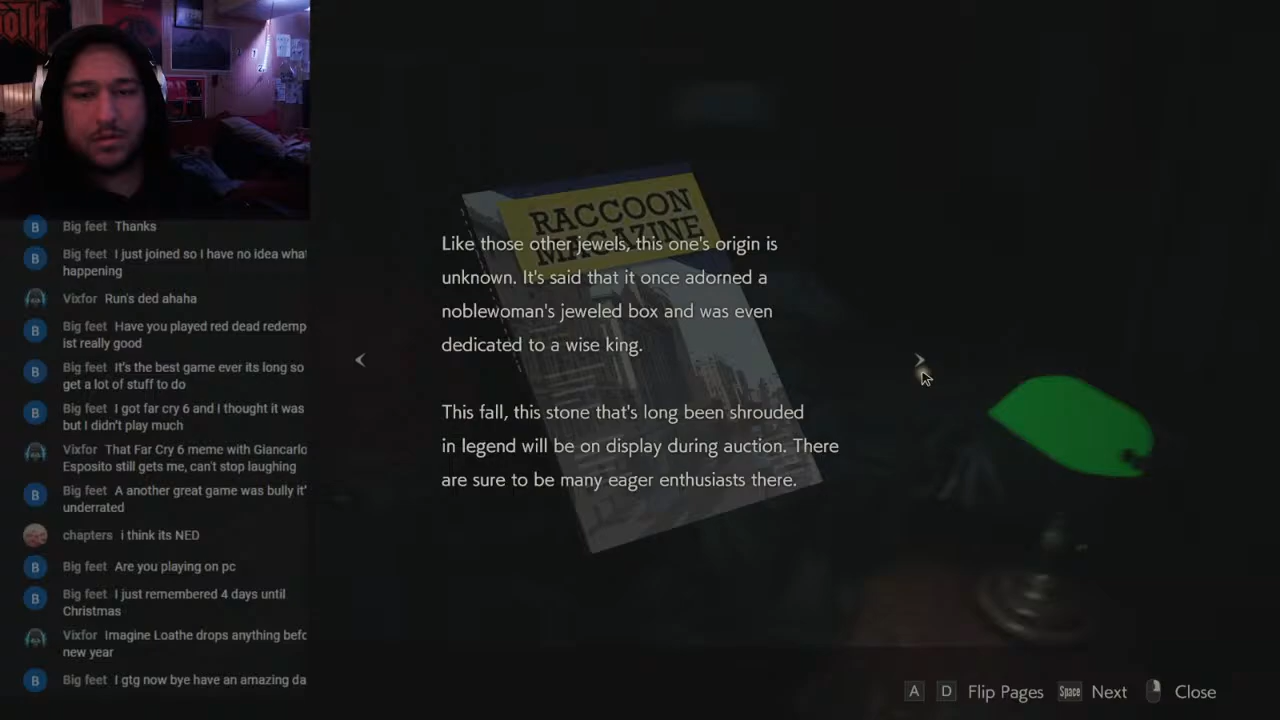 OTH
Big feet Thanks
Big feet I just joined so I have no idea what
happening
Vixfor Run's ded ahaha
Big feet Have you played red dead redemp
ist really good
Big feet It's the best game ever its long so
get a lot of stuff to do
Big feet I got far cry 6 and I thought it was
but I didn't play much
Vixfor That Far Cry 6 meme with Giancarlo
Esposito still gets me, can't stop laughing
Big feet A another great game was bully it'
underrated
chapters i think its NED
Big feet Are you playing on pc
Big feet I just remembered 4 days until
Christmas
Vixfor Imagine Loathe drops anything befo
new year
Big feet I gtg now bye have an amazing da
B
B
B
B
B
B
B
B
B
RACCOON
MAGAZINE
Like those other jewels, this one's origin is
unknown. It's said that it once adorned a
noblewoman's jeweled box and was even
dedicated to a wise king.
This fall, this stone that's long been shrouded
in legend will be on display during auction. There
are sure to be many eager enthusiasts there.
A D Flip Pages Space Next Close